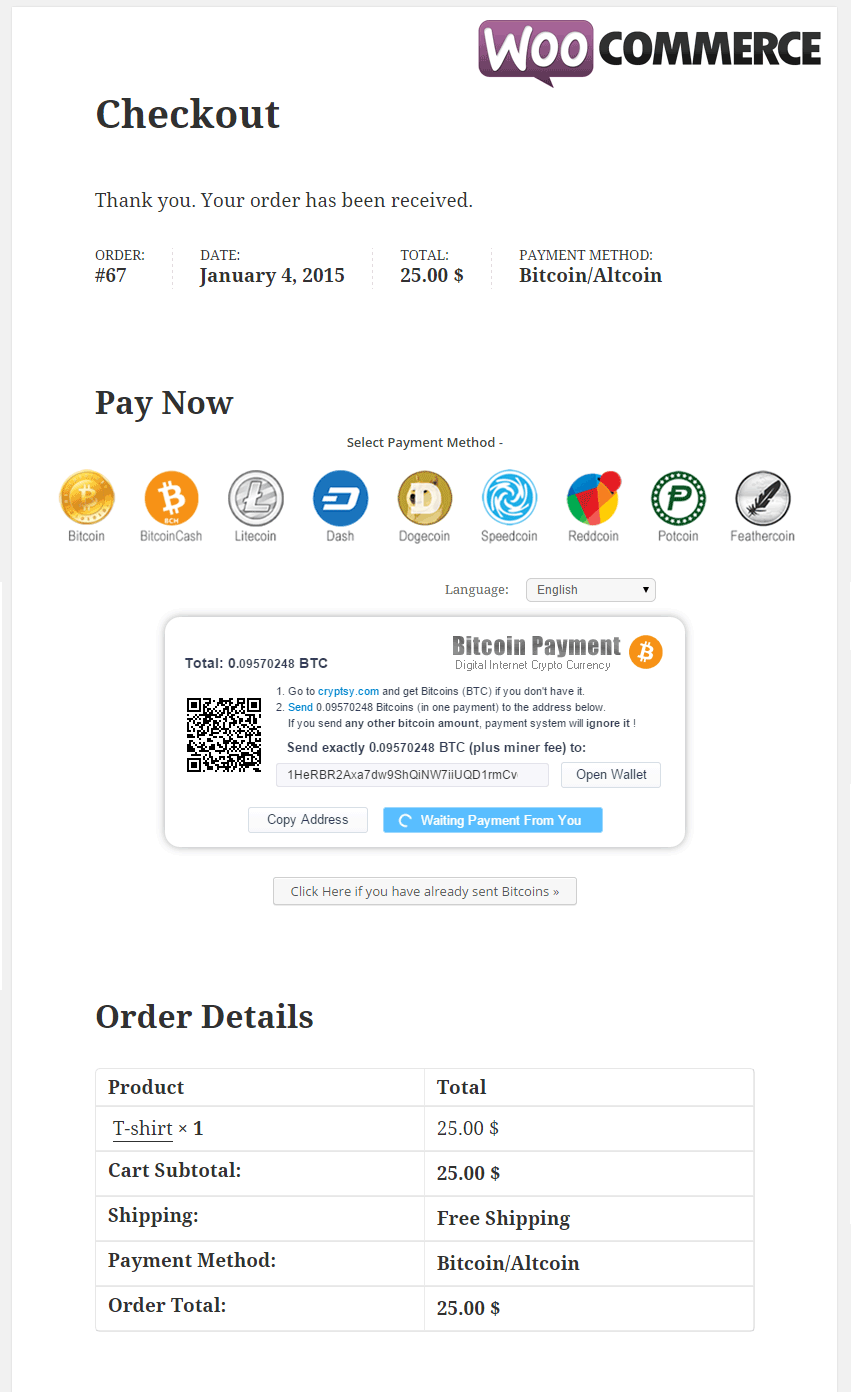 WOO COMMERCE
Checkout
Thank you. Your order has been received.
ORDER: DATE: TOTAL: PAYMENT METHOD:
#67 January 4, 2015 25.00 $ Bitcoin/Altcoin
Pay Now
Select Payment Method -
BCH
Bitcoin BitcoinCash Litecoin Dash Dogecoin Speedcoin Reddcoin Potcoin Feathercoin
Language: English
Bitcoin Payment
Digital Internet Crypto Currency
Total: 0.09570248 BTC
1. Go to cryptsy.com and get Bitcoins (BTC) if you don't have it.
2. Send 0.09570248 Bitcoins (in one payment) to the address below.
If you send any other bitcoin amount, payment system will ignore it !
Send exactly 0.09570248 BTC (plus miner fee) to:
1HeRBR2Axa7dw9ShQiNW7iiUQD1rmCv Open Wallet
Copy Address Waiting Payment From You
Click Here if you have already sent Bitcoins »
Order Details
Product Total
T-shirt × 1 25.00 $
Cart Subtotal: 25.00 $
Shipping: Free Shipping
Payment Method: Bitcoin/Altcoin
Order Total: 25.00 $